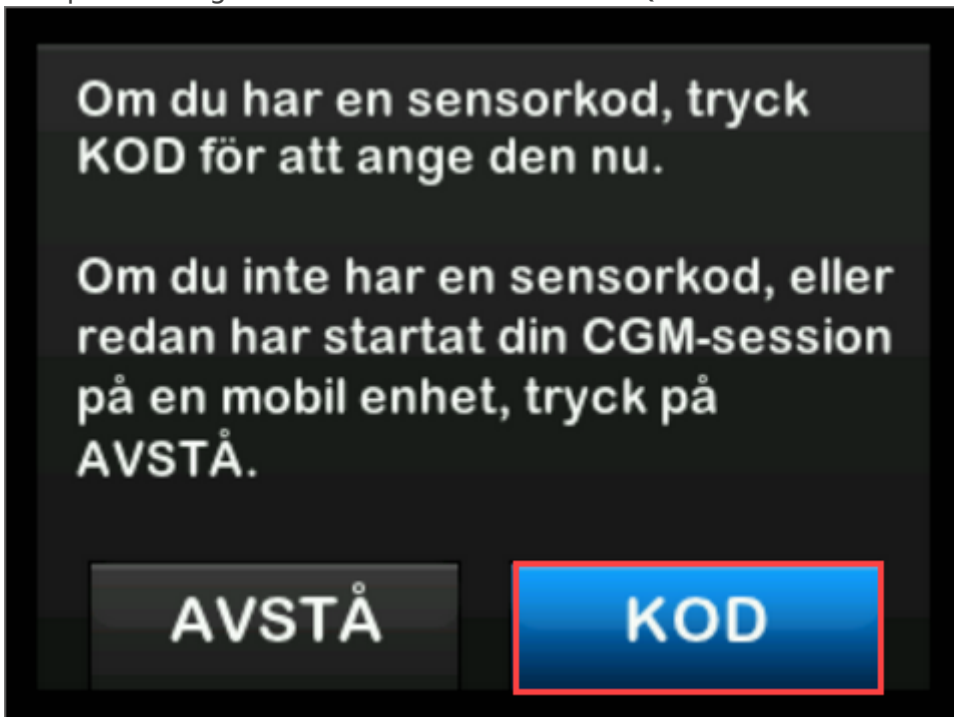 Om du har en sensorkod, tryck
KOD för att ange den nu.
Om du inte har en sensorkod, eller
redan har startat din CGM-session
på en mobil enhet, tryck på
AVSTÅ.
AVSTÅ
KOD